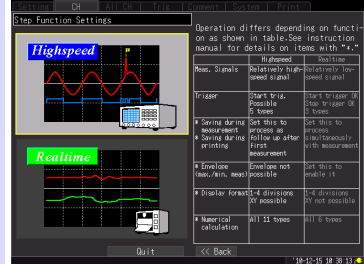 Setting CH All CH Trig Comment System Print
Step Function Settings
Highspeed
Realtime
Quit
Operation differs depending on functi-
on as shown in table.See instruction
manual for details on items with "*."
Highspeed Realtime
Meas. Signals Relatively high-speed signal Relatively low-speed signal
Trigger Start trig. Possible 5 types Start trigger OK Stop trigger OK 3 types
* Saving during measurement
* Saving during printing
Set this to process as follow up after first measurement
Set this to process simultaneously with measurement
* Envelope (max./min. meas) Envelope not possible Set this to enable it
* Display format 1-4 divisions XY possible 1-4 divisions XY not possible
* Numerical calculation All 11 types All 6 types
<< Back
'10-12-15 10:38:13